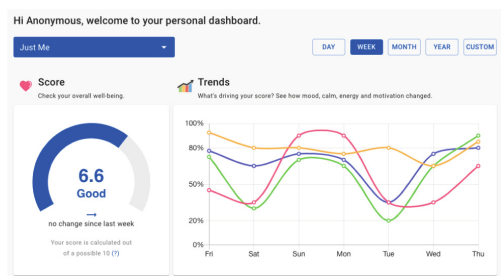 Hi Anonymous, welcome to your personal dashboard.
Just Me
DAY
WEEK
MONTH
YEAR
CUSTOM
Score
Check your overall well-being.
Trends
What's driving your score? See how mood, calm, energy and motivation changed.
6.6
Good
no change since last week
Your score is calculated out
of a possible 10 (?)
100%
80%
50%
20%
0%
Fri
Sat
Sun
Mon
Tue
Wed
Thu